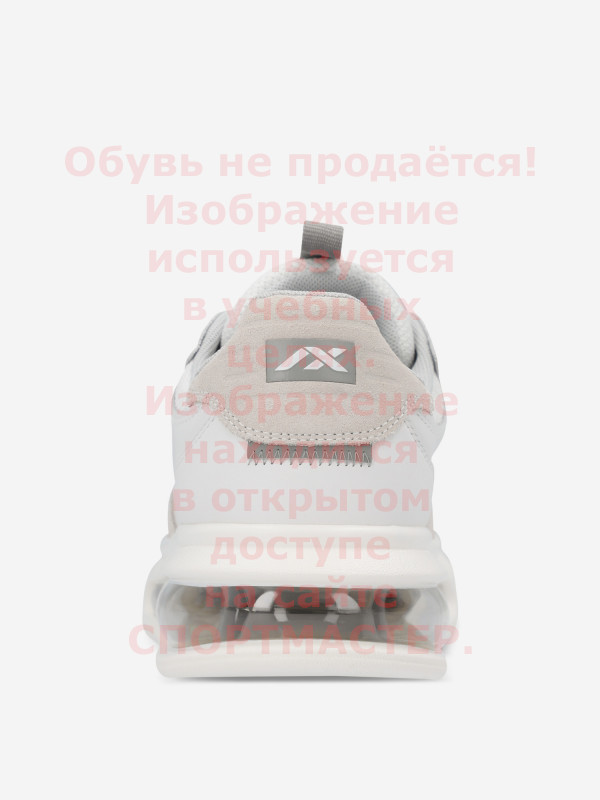 Обувь не продаётся!
Изображение
используется
в учебных
целях.
Изображение
находится
в открытом
доступе
на сайте
СПОРТМАСТЕР.